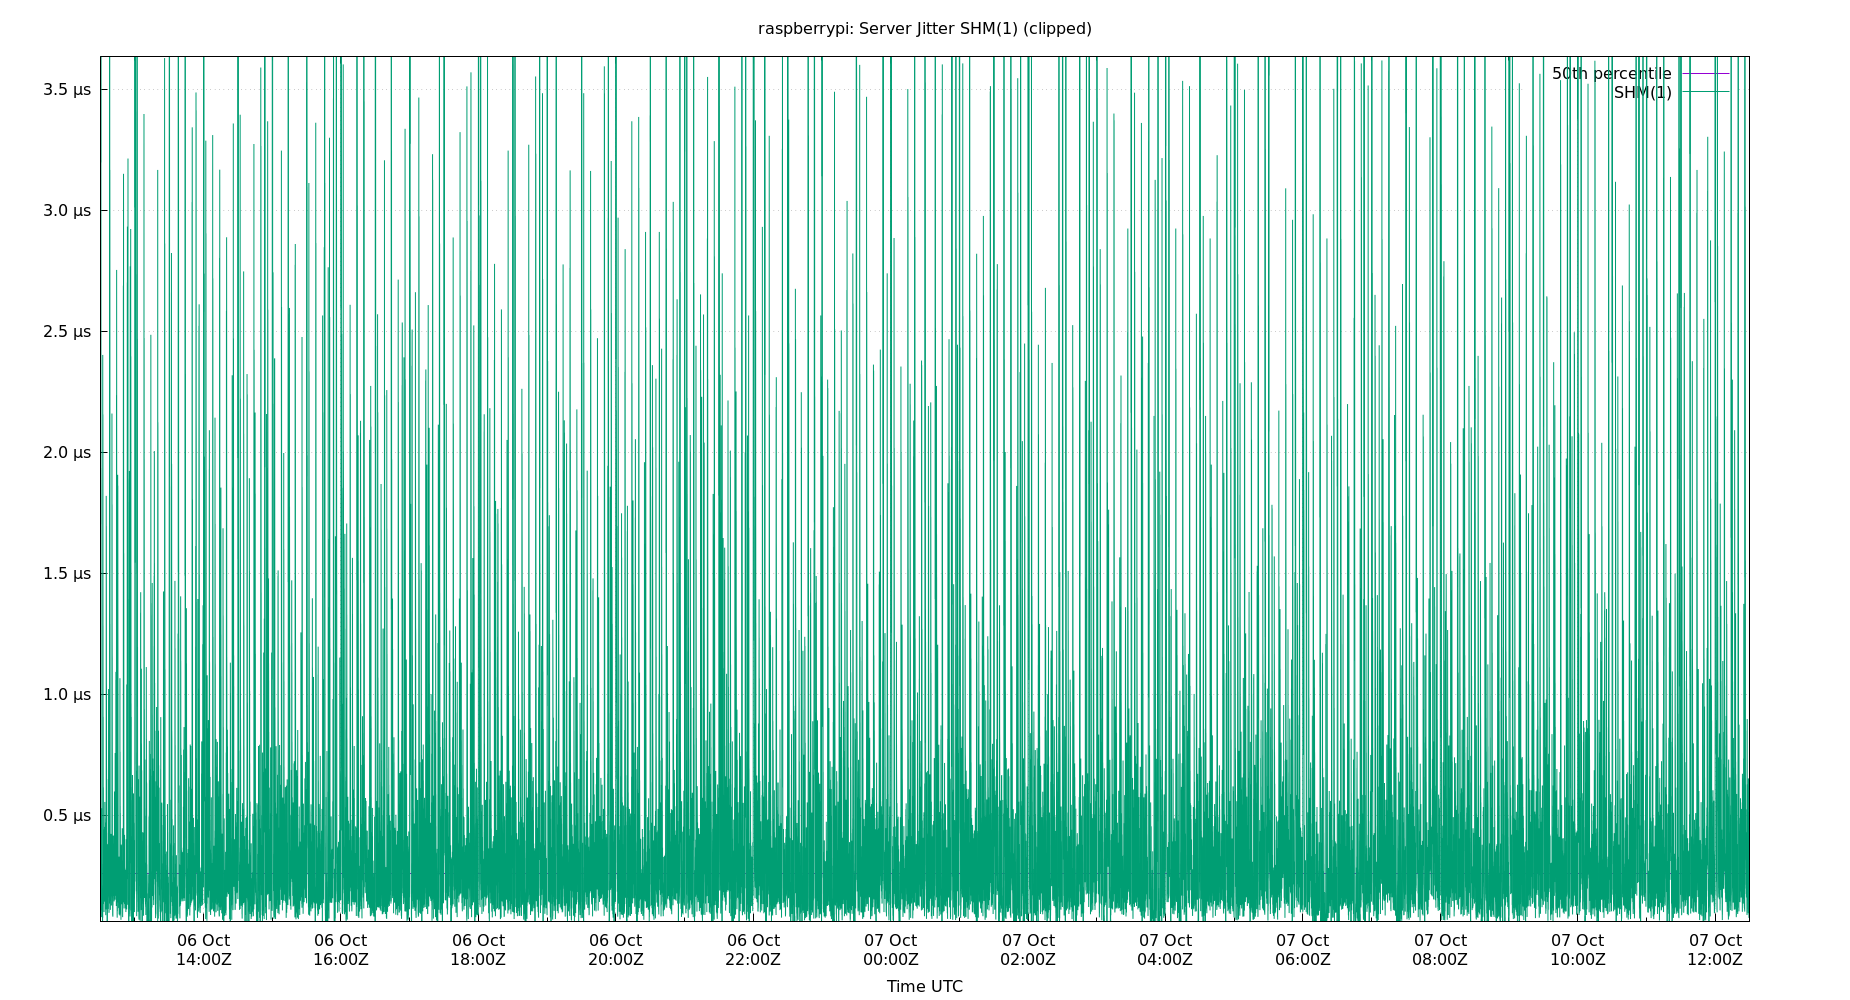 raspberrypi: Server Jitter SHM(1) (clipped)
50th percentile
SHM(1)
3.5 µs
3.0 µs
2.5 µs
2.0 µs
1.5 µs
1.0 µs
0.5 µs
06 Oct 06 Oct 06 Oct 06 Oct 06 Oct 07 Oct 07 Oct 07 Oct 07 Oct 07 Oct 07 Oct 07 Oct
14:00Z 16:00Z 18:00Z 20:00Z 22:00Z 00:00Z 02:00Z 04:00Z 06:00Z 08:00Z 10:00Z 12:00Z
Time UTC